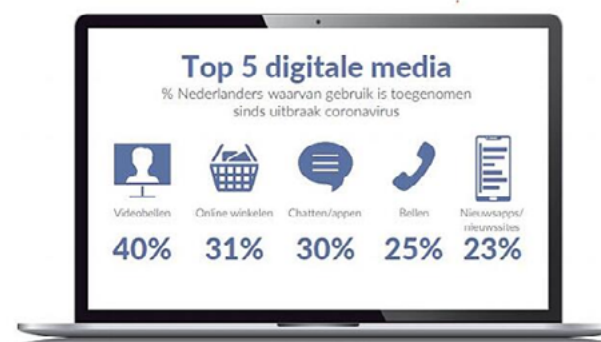 Top 5 digitale media
% Nederlanders waarvan gebruik is toegenomen
sinds uitbraak coronavirus
Videobellen Online winkelen Chatten/appen Bellen Nieuwsapps/
nieuwssites
40% 31% 30% 25% 23%